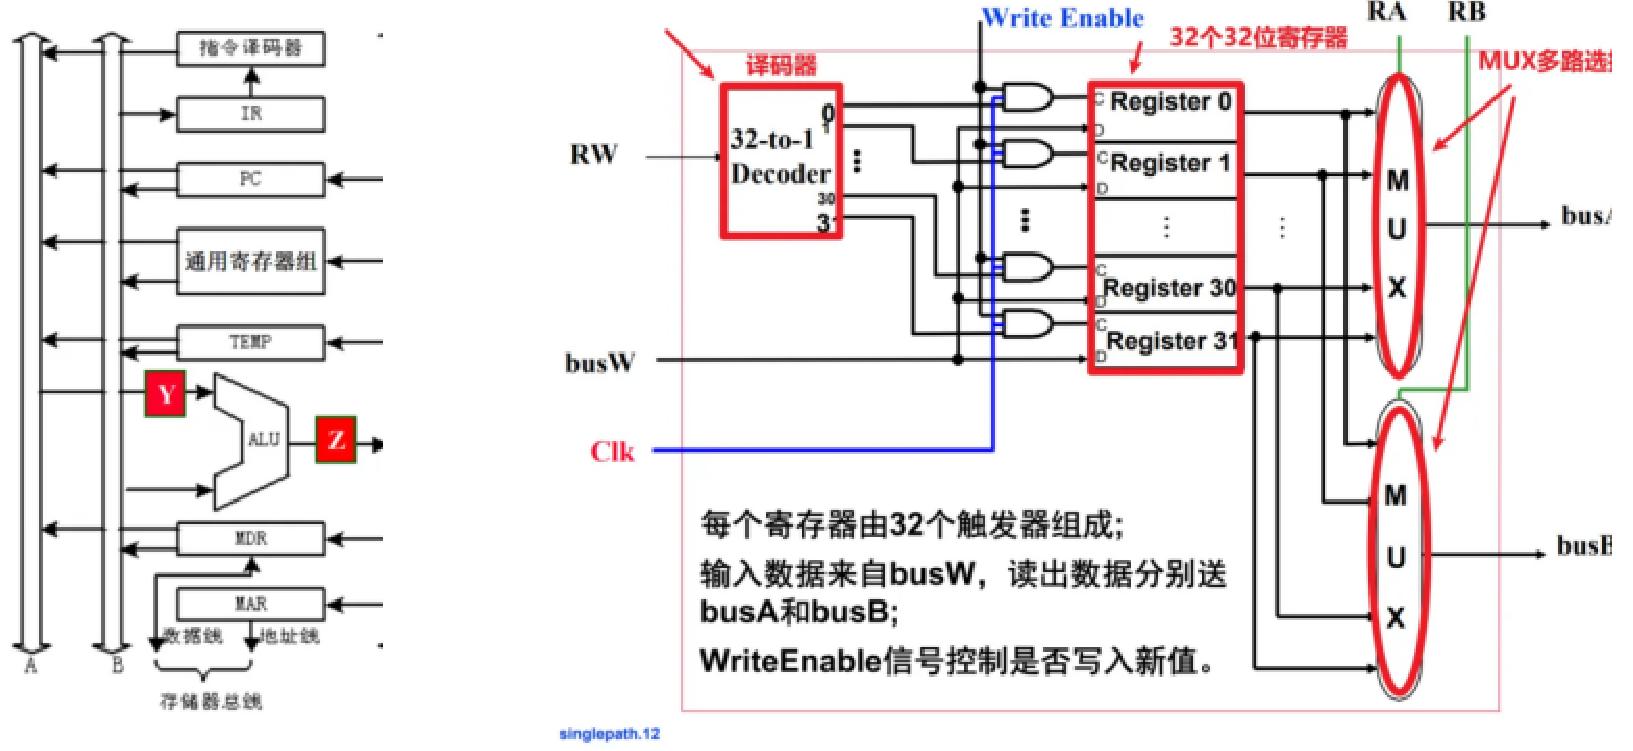 指令译码器
IR
PC
通用寄存器组
TEMP
Y
ALU
Z
MDR
MAR
数据线
地址线
A
B
存储器总线
Write Enable
RA
RB
32个32位寄存器
译码器
MUX多路选
RW
32-to-1
Decoder
0
1
30
3
C
Register 0
D
C
Register 1
D
C
Register 30
D
C
Register 31
D
M
U
X
busA
busW
Clk
M
U
X
busB
每个寄存器由32个触发器组成;
输入数据来自busW，读出数据分别送
busA和busB;
WriteEnable信号控制是否写入新值。
singlepath.12